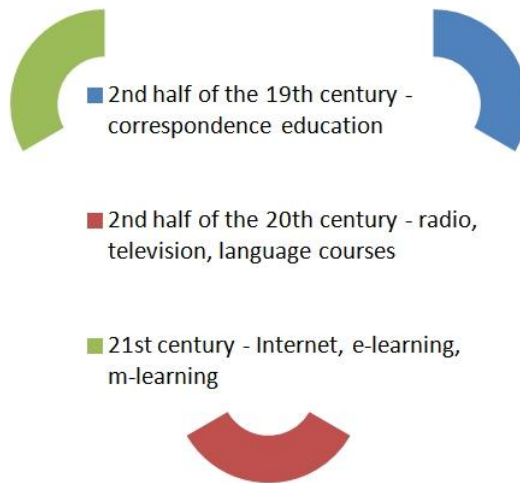 2nd half of the 19th century -
correspondence education
2nd half of the 20th century - radio,
television, language courses
21st century - Internet, e-learning,
m-learning